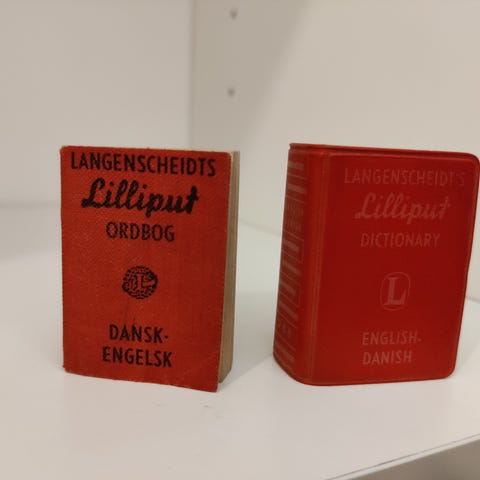 LANGENSCHEIDTS
Lilliput
ORDBOG
L
DANSK-
ENGELSK
LANGENSCHEIDT'S
Lilliput
DICTIONARY
L
ENGLISH-
DANISH